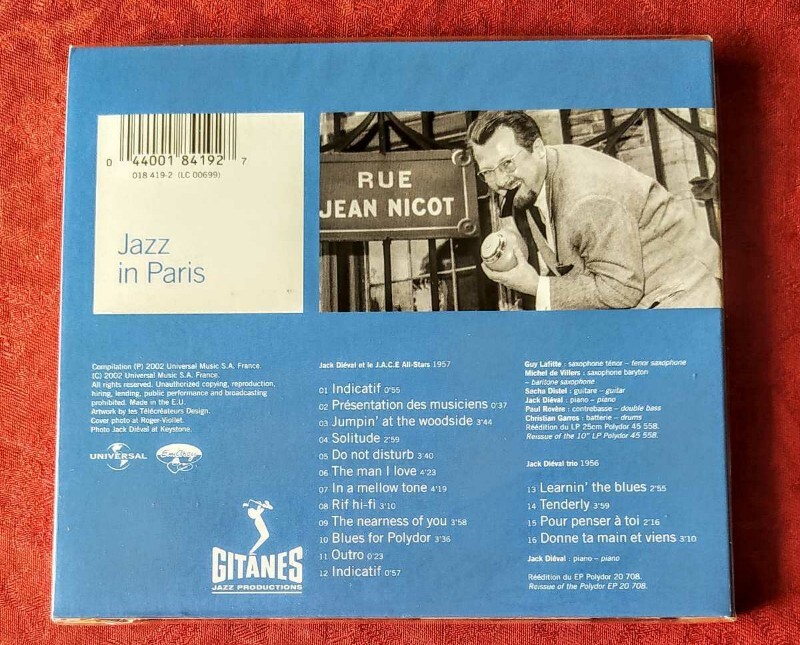 0 44001 84192 7
018 419-2 (LC 00699)
Jazz
in Paris
RUE
JEAN NICOT
Compilation (P) 2002 Universal Music S.A. France.
(C) 2002 Universal Music S.A. France.
All rights reserved. Unauthorized copying, reproduction,
hiring, lending, public performance and broadcasting
prohibited. Made in the E.U.
Artwork by les Télécréateurs Design.
Cover photo at Roger-Viollet.
Photo Jack Diéval at Keystone.
UNIVERSAL
EmArcy
GITANES
JAZZ PRODUCTIONS
Jack Diéval et le J.A.C.E All-Stars 1957
01 Indicatif 0'55
02 Présentation des musiciens 0'37
03 Jumpin' at the woodside 3'44
04 Solitude 2'59
05 Do not disturb 3'40
06 The man I love 4'23
07 In a mellow tone 4'19
08 Rif hi-fi 3'10
09 The nearness of you 3'58
10 Blues for Polydor 3'36
11 Outro 0'23
12 Indicatif 0'57
Guy Lafitte : saxophone ténor – tenor saxophone
Michel de Villers : saxophone baryton
– baritone saxophone
Sacha Distel : guitare – guitar
Jack Diéval : piano – piano
Paul Rovère : contrebasse – double bass
Christian Garros : batterie – drums
Réédition du LP 25cm Polydor 45 558.
Reissue of the 10" LP Polydor 45 558.
Jack Diéval trio 1956
13 Learnin' the blues 2'55
14 Tenderly 3'59
15 Pour penser à toi 2'16
16 Donne ta main et viens 3'10
Jack Diéval : piano – piano
Réédition du EP Polydor 20 708.
Reissue of the Polydor EP 20 708.